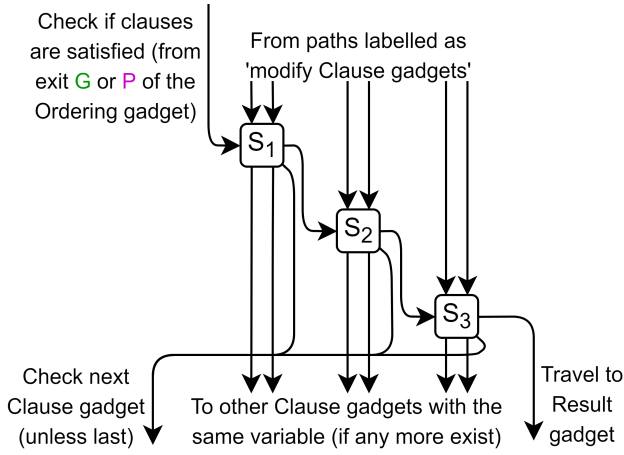 Check if clauses
are satisfied (from
exit G or P of the
Ordering gadget)
From paths labelled as
'modify Clause gadgets'
S1
S2
S3
Check next
Clause gadget
(unless last)
To other Clause gadgets with the
same variable (if any more exist)
Travel to
Result
gadget